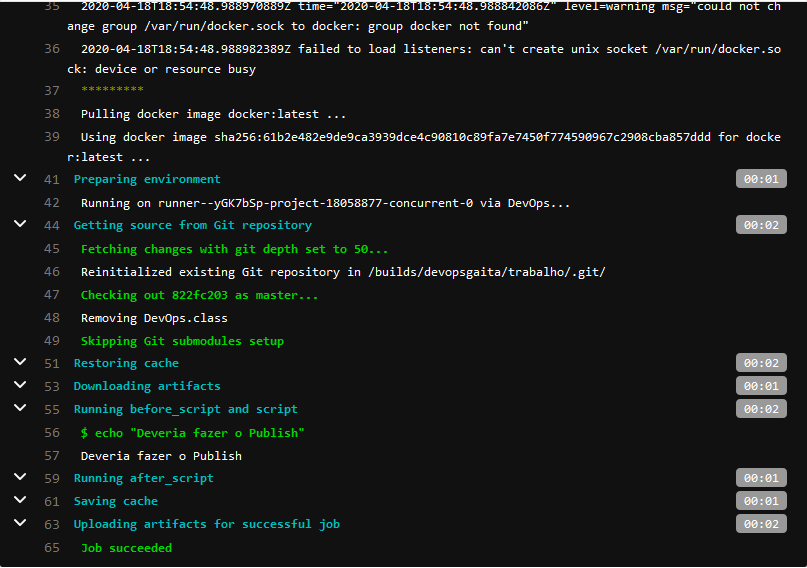 35 2020-04-18T18:54:48.988970889Z time="2020-04-18T18:54:48.988842086Z" level=warning msg="could not ch
ange group /var/run/docker.sock to docker: group docker not found"
36 2020-04-18T18:54:48.988982389Z failed to load listeners: can't create unix socket /var/run/docker.so
ck: device or resource busy
37 *********
38 Pulling docker image docker:latest ...
39 Using docker image sha256:61b2e482e9de9ca3939dce4c90810c89fa7e7450f774590967c2908cba857ddd for docke
r:latest ...
41 Preparing environment 00:01
42 Running on runner--yGK7bSp-project-18058877-concurrent-0 via DevOps...
44 Getting source from Git repository 00:02
45 Fetching changes with git depth set to 50...
46 Reinitialized existing Git repository in /builds/devopsgaita/trabalho/.git/
47 Checking out 822fc203 as master...
48 Removing DevOps.class
49 Skipping Git submodules setup
51 Restoring cache 00:02
53 Downloading artifacts 00:01
55 Running before_script and script 00:02
56 $ echo "Deveria fazer o Publish"
57 Deveria fazer o Publish
59 Running after_script 00:01
61 Saving cache 00:01
63 Uploading artifacts for successful job 00:02
65 Job succeeded